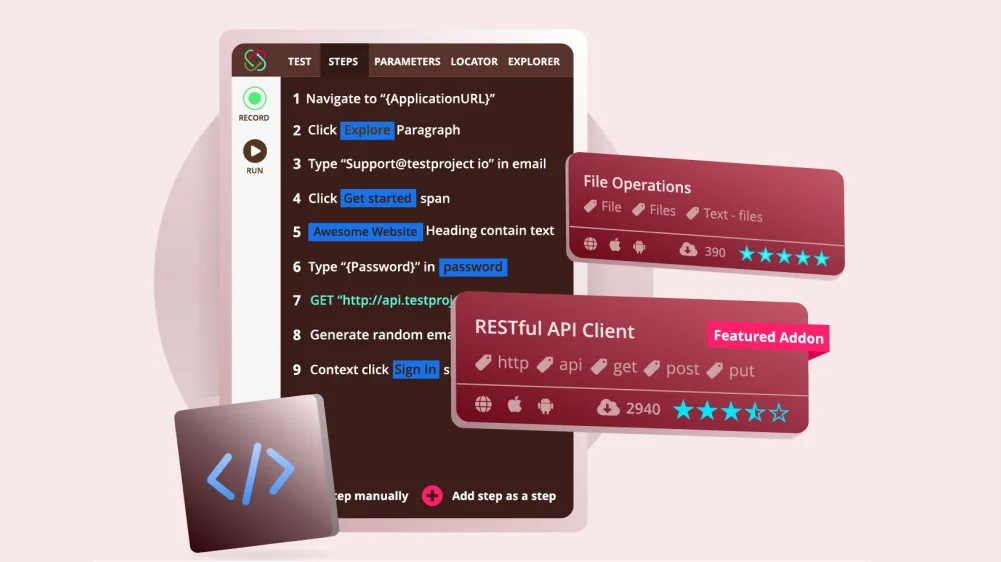 TEST STEPS PARAMETERS LOCATOR EXPLORER
RECORD
RUN
1 Navigate to “{ApplicationURL}”
2 Click Explore Paragraph
3 Type “Support@testproject io” in email
4 Click Get started span
5 Awesome Website Heading contain text
6 Type “{Password}” in password
7 GET “http://api.testproj
8 Generate random ema
9 Context click Sign In s
ep manually
Add step as a step
File Operations
File Files Text - files
390
RESTful API Client
Featured Addon
http api get post put
2940